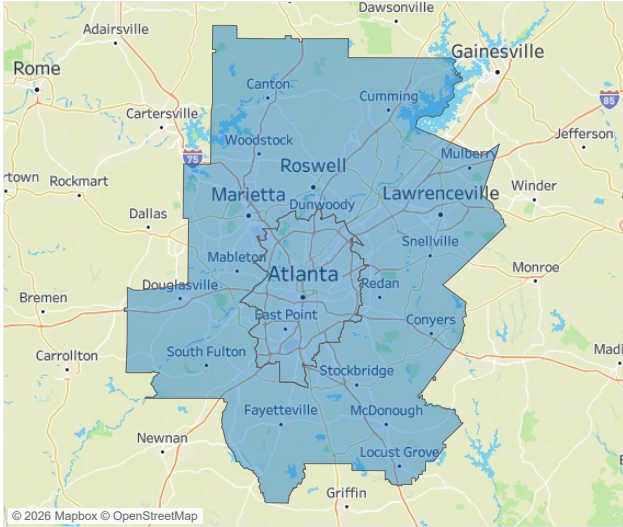 Dawsonville
Adairsville
Gainesville
Rome
Canton
Cumming
85
Cartersville
Jefferson
Woodstock
Mulberry
75
Roswell
rtown
Rockmart
Winder
Marietta
Lawrenceville
Dunwoody
Dallas
Snellville
Mableton
Monroe
Atlanta
Douglasville
Redan
Bremen
East Point
Conyers
Carrollton
South Fulton
Madi
Stockbridge
Fayetteville
McDonough
Newnan
Locust Grove
Griffin
© 2026 Mapbox © OpenStreetMap